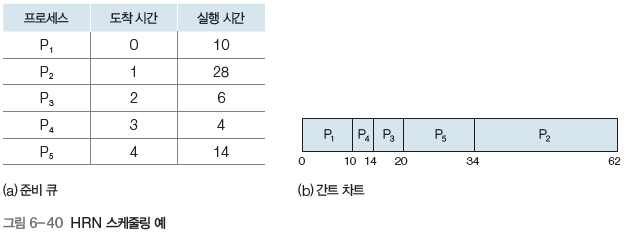 프로세스 도착 시간 실행 시간
P₁ 0 10
P₂ 1 28
P₃ 2 6
P₄ 3 4
P₅ 4 14
P₁ P₄ P₃ P₅ P₂
0 10 14 20 34 62
(a) 준비 큐
(b) 간트 차트
그림 6-40 HRN 스케줄링 예